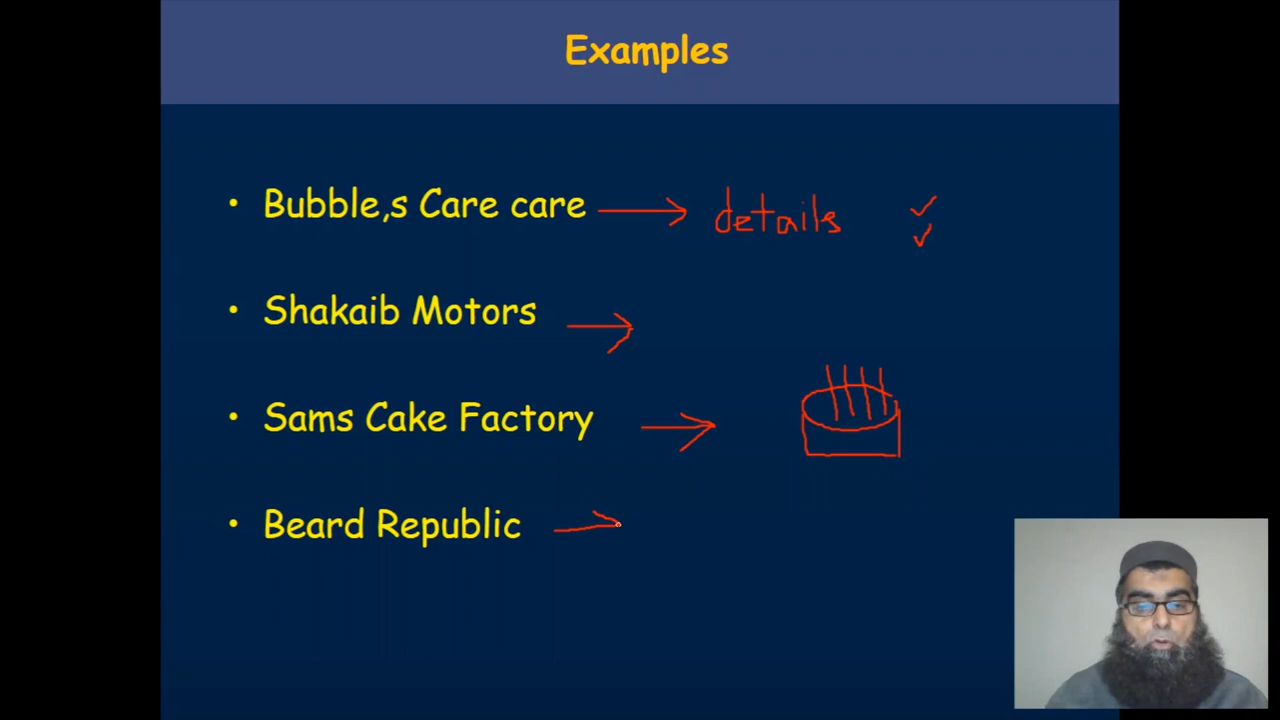 Examples
• Bubble,s Care care details
• Shakaib Motors
• Sams Cake Factory
• Beard Republic